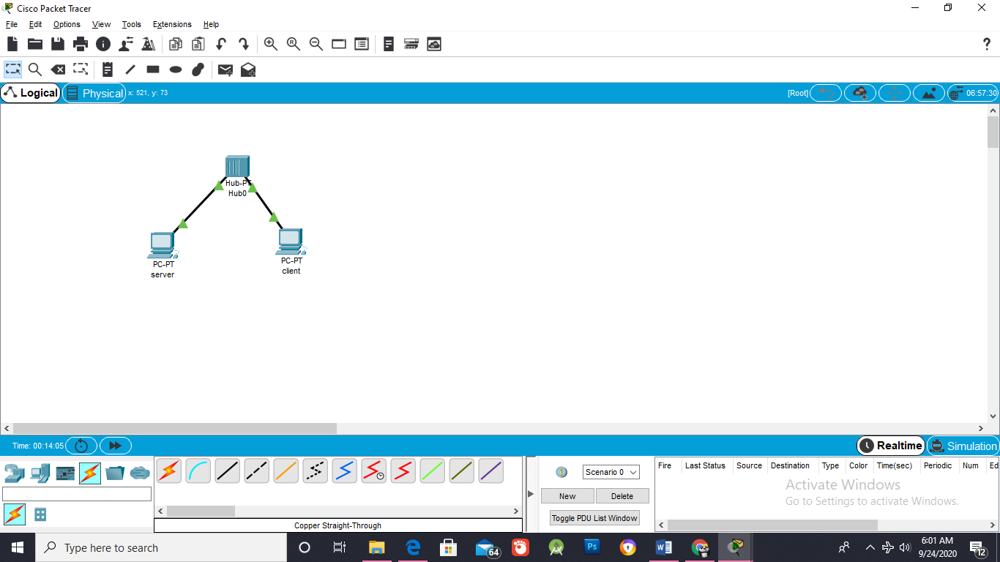 Cisco Packet Tracer
File Edit Options View Tools Extensions Help
?
Logical Physical x: 521, y: 73 [Root] 06:57:30
Hub-PT
Hub0
PC-PT
server
PC-PT
client
Time: 00:14:05 Realtime Simulation
Scenario 0
New Delete
Toggle PDU List Window
Fire Last Status Source Destination Type Color Time(sec) Periodic Num Ed
Activate Windows
Go to Settings to activate Windows.
Copper Straight-Through
Type here to search
64
Ps
W
6:01 AM
9/24/2020
12